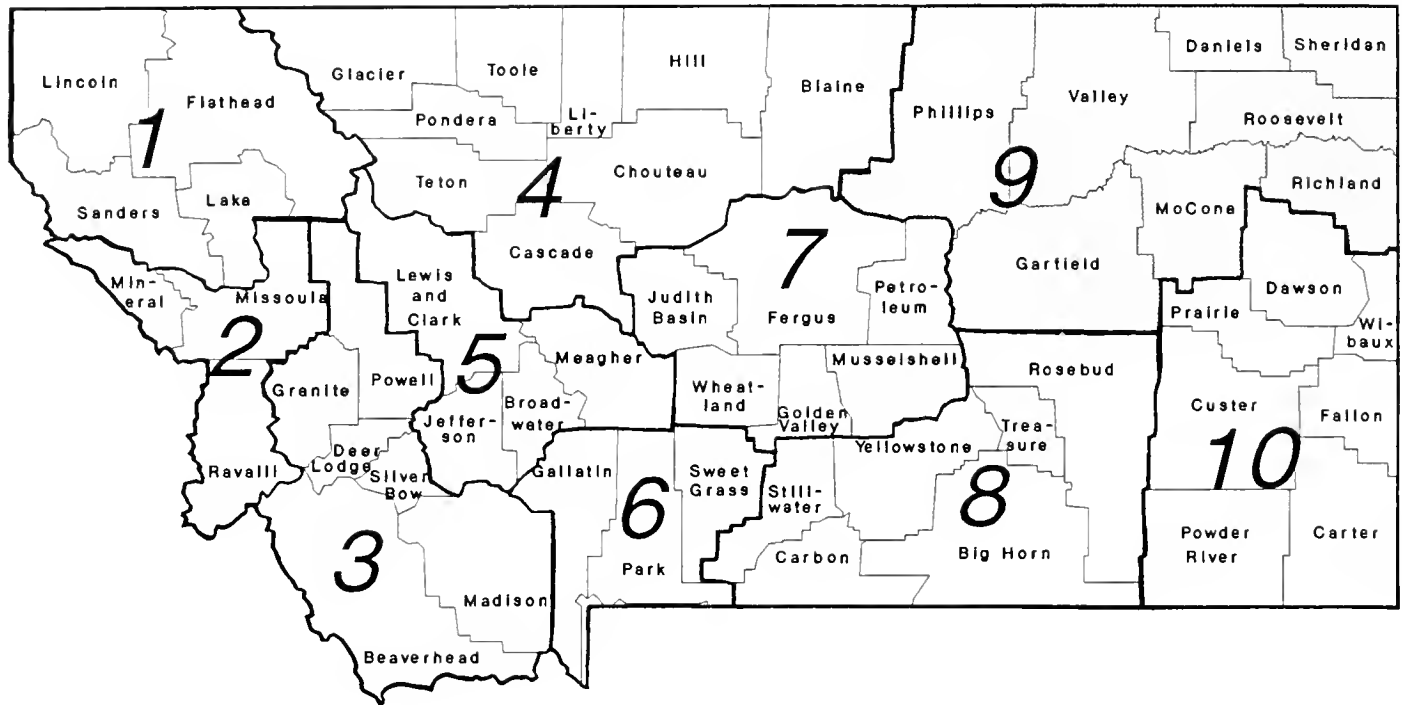 Lincoln
Flathead
1
Sanders
Lake
Glacier
Toole
Hill
Blaine
Pondera
Li-
berty
Teton
4
Chouteau
Cascade
Phillips
Valley
Daniels
Sheridan
Roosevelt
9
Richland
McCone
Garfield
Min-
eral
Missoula
2
Ravalli
Lewis
and
Clark
5
Meagher
Jeffer-
son
Broad-
water
Granite
Powell
Deer
Lodge
Silver
Bow
3
Madison
Beaverhead
Judith
Basin
7
Fergus
Petro-
leum
Wheat-
land
Golden
Valley
Musselshell
Gallatin
6
Park
Sweet
Grass
Still-
water
Carbon
Yellowstone
Trea-
sure
Rosebud
8
Big Horn
Dawson
Prairie
Wi-
baux
Custer
Fallon
10
Powder
River
Carter